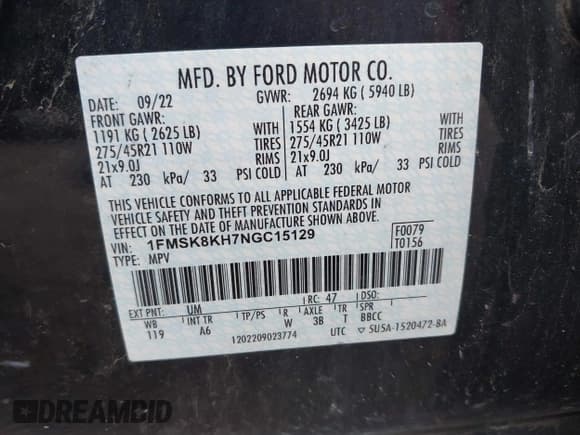 MFD. BY FORD MOTOR CO.
DATE: 09/22 GVWR: 2694 KG ( 5940 LB)
FRONT GAWR: REAR GAWR:
1191 KG ( 2625 LB) WITH 1554 KG ( 3425 LB) WITH
275/45R21 110W TIRES 275/45R21 110W TIRES
21x9.0J RIMS 21x9.0J RIMS
AT 230 kPa/ 33 PSI COLD AT 230 kPa/ 33 PSI COLD
THIS VEHICLE CONFORMS TO ALL APPLICABLE FEDERAL MOTOR
VEHICLE SAFETY AND THEFT PREVENTION STANDARDS IN
EFFECT ON THE DATE OF MANUFACTURE SHOWN ABOVE.
VIN: 1FMSK8KH7NGC15129 F0079
TYPE: MPV T0156
EXT PNT: UM RC: 47 DSO:
WB INT TR TP/PS R AXLE TR SPR
119 A6 W 3B T BBCC
1202209023774 UTC ▽ 5U5A-1520472-BA
DREAMBID